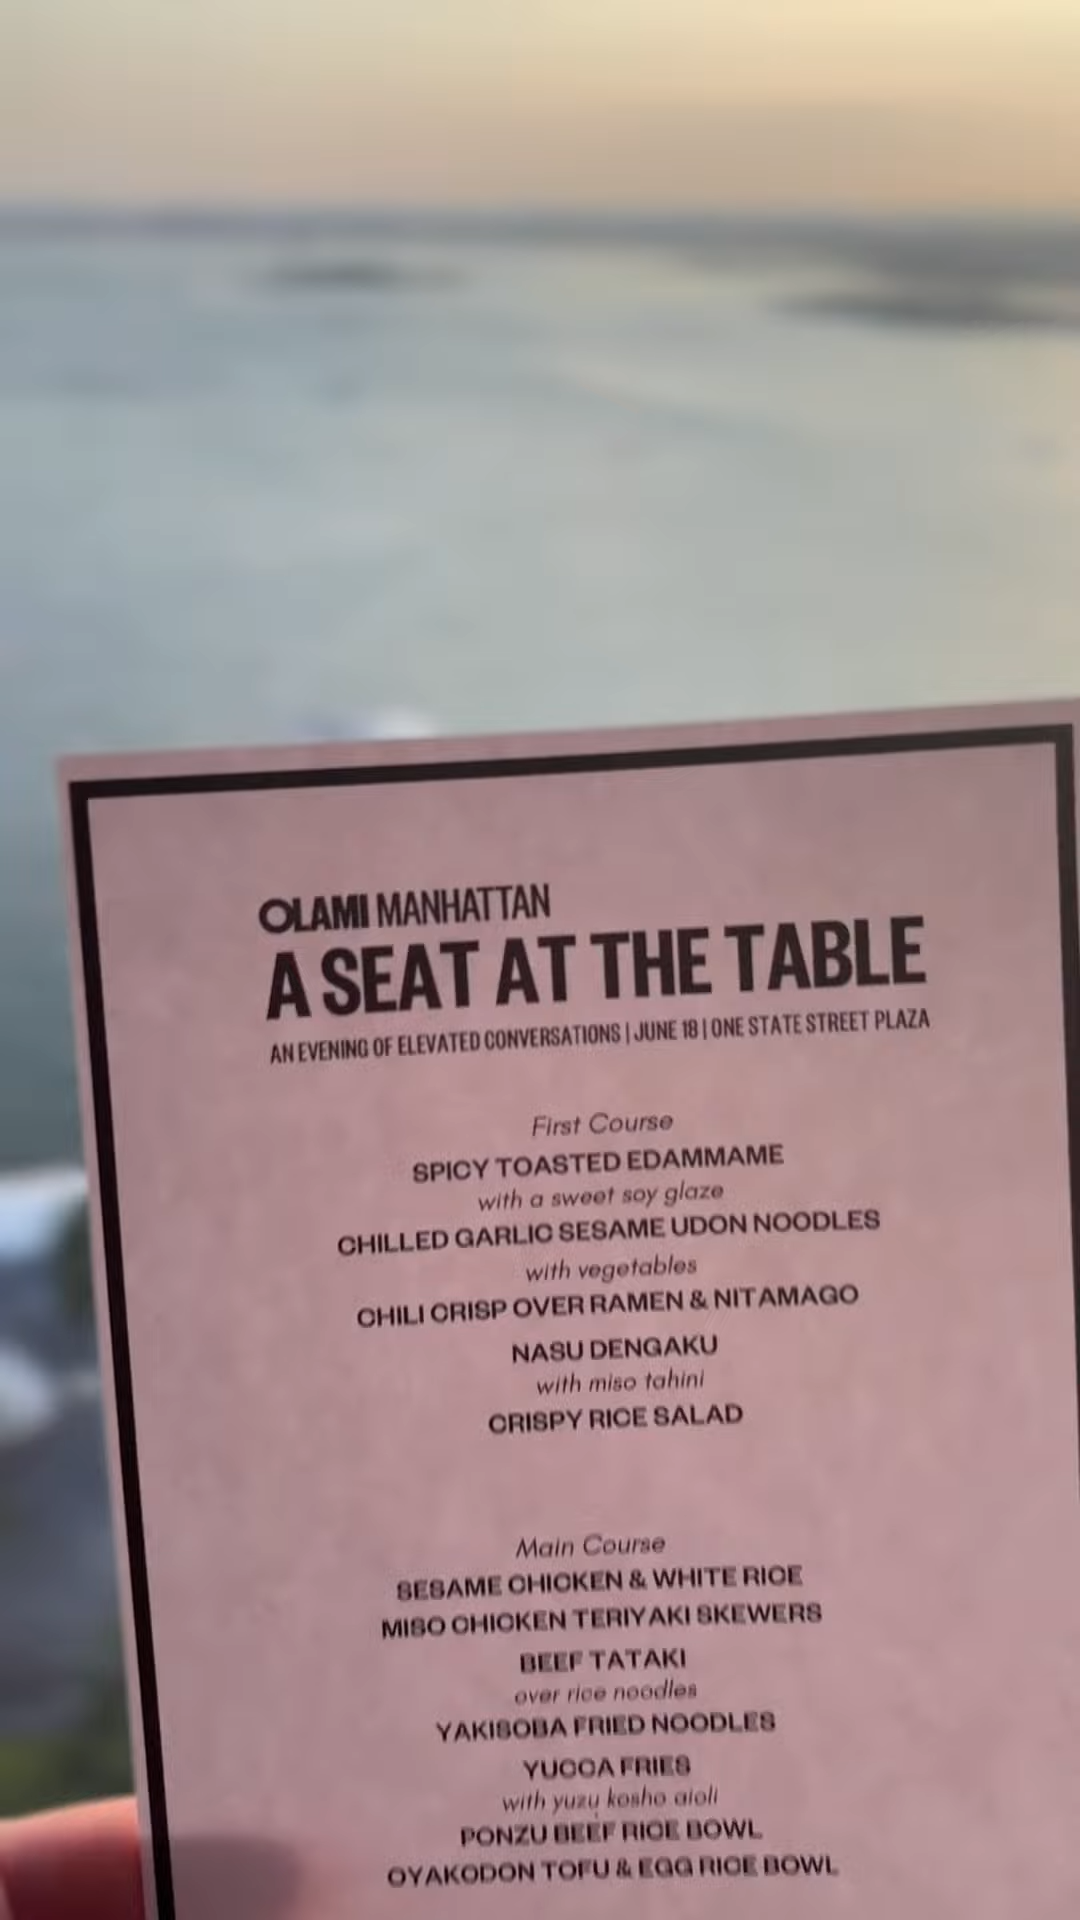 OLAMI MANHATTAN
A SEAT AT THE TABLE
AN EVENING OF ELEVATED CONVERSATIONS | JUNE 18 | ONE STATE STREET PLAZA
First Course
SPICY TOASTED EDAMMAME
with a sweet soy glaze
CHILLED GARLIC SESAME UDON NOODLES
with vegetables
CHILI CRISP OVER RAMEN & NITAMAGO
NASU DENGAKU
with miso tahini
CRISPY RICE SALAD
Main Course
SESAME CHICKEN & WHITE RICE
MISO CHICKEN TERIYAKI SKEWERS
BEEF TATAKI
over rice noodles
YAKISOBA FRIED NOODLES
YUCCA FRIES
with yuzu kosho aioli
PONZU BEEF RICE BOWL
OYAKODON TOFU & EGG RICE BOWL